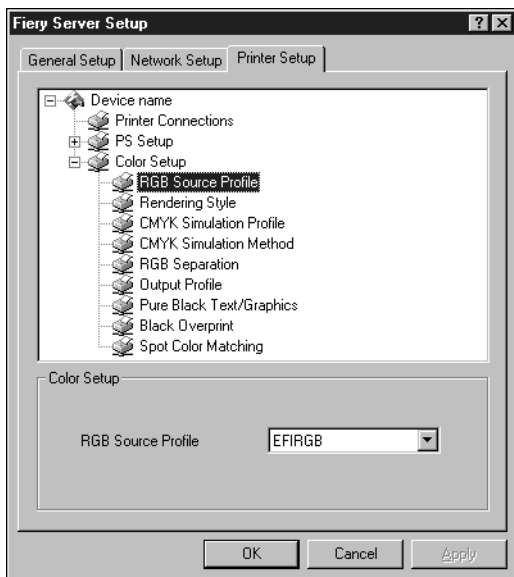 Fiery Server Setup
General Setup Network Setup Printer Setup
Device name
Printer Connections
PS Setup
Color Setup
RGB Source Profile
Rendering Style
CMYK Simulation Profile
CMYK Simulation Method
RGB Separation
Output Profile
Pure Black Text/Graphics
Black Overprint
Spot Color Matching
Color Setup
RGB Source Profile EFIRGB
OK Cancel Apply